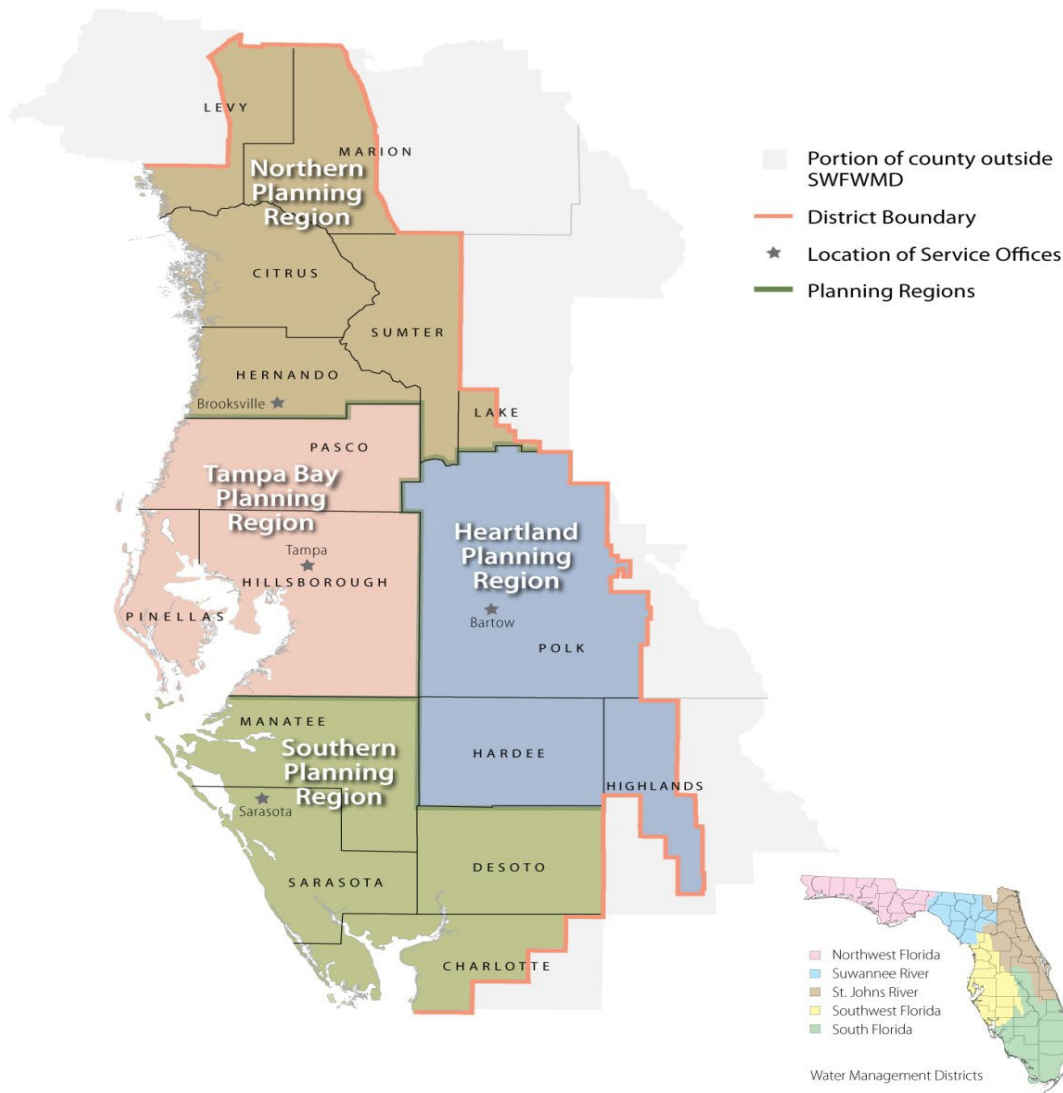 LEVY
MARION
Northern
Planning
Region
CITRUS
SUMTER
HERNANDO
Brooksville
LAKE
PASCO
Tampa Bay
Planning
Region
Tampa
HILLSBOROUGH
PINELLAS
Heartland
Planning
Region
Bartow
POLK
MANATEE
Southern
Planning
Region
HARDEE
HIGHLANDS
Sarasota
SARASOTA
DESOTO
CHARLOTTE
Portion of county outside
SWFWMD
District Boundary
Location of Service Offices
Planning Regions
Northwest Florida
Suwannee River
St. Johns River
Southwest Florida
South Florida
Water Management Districts